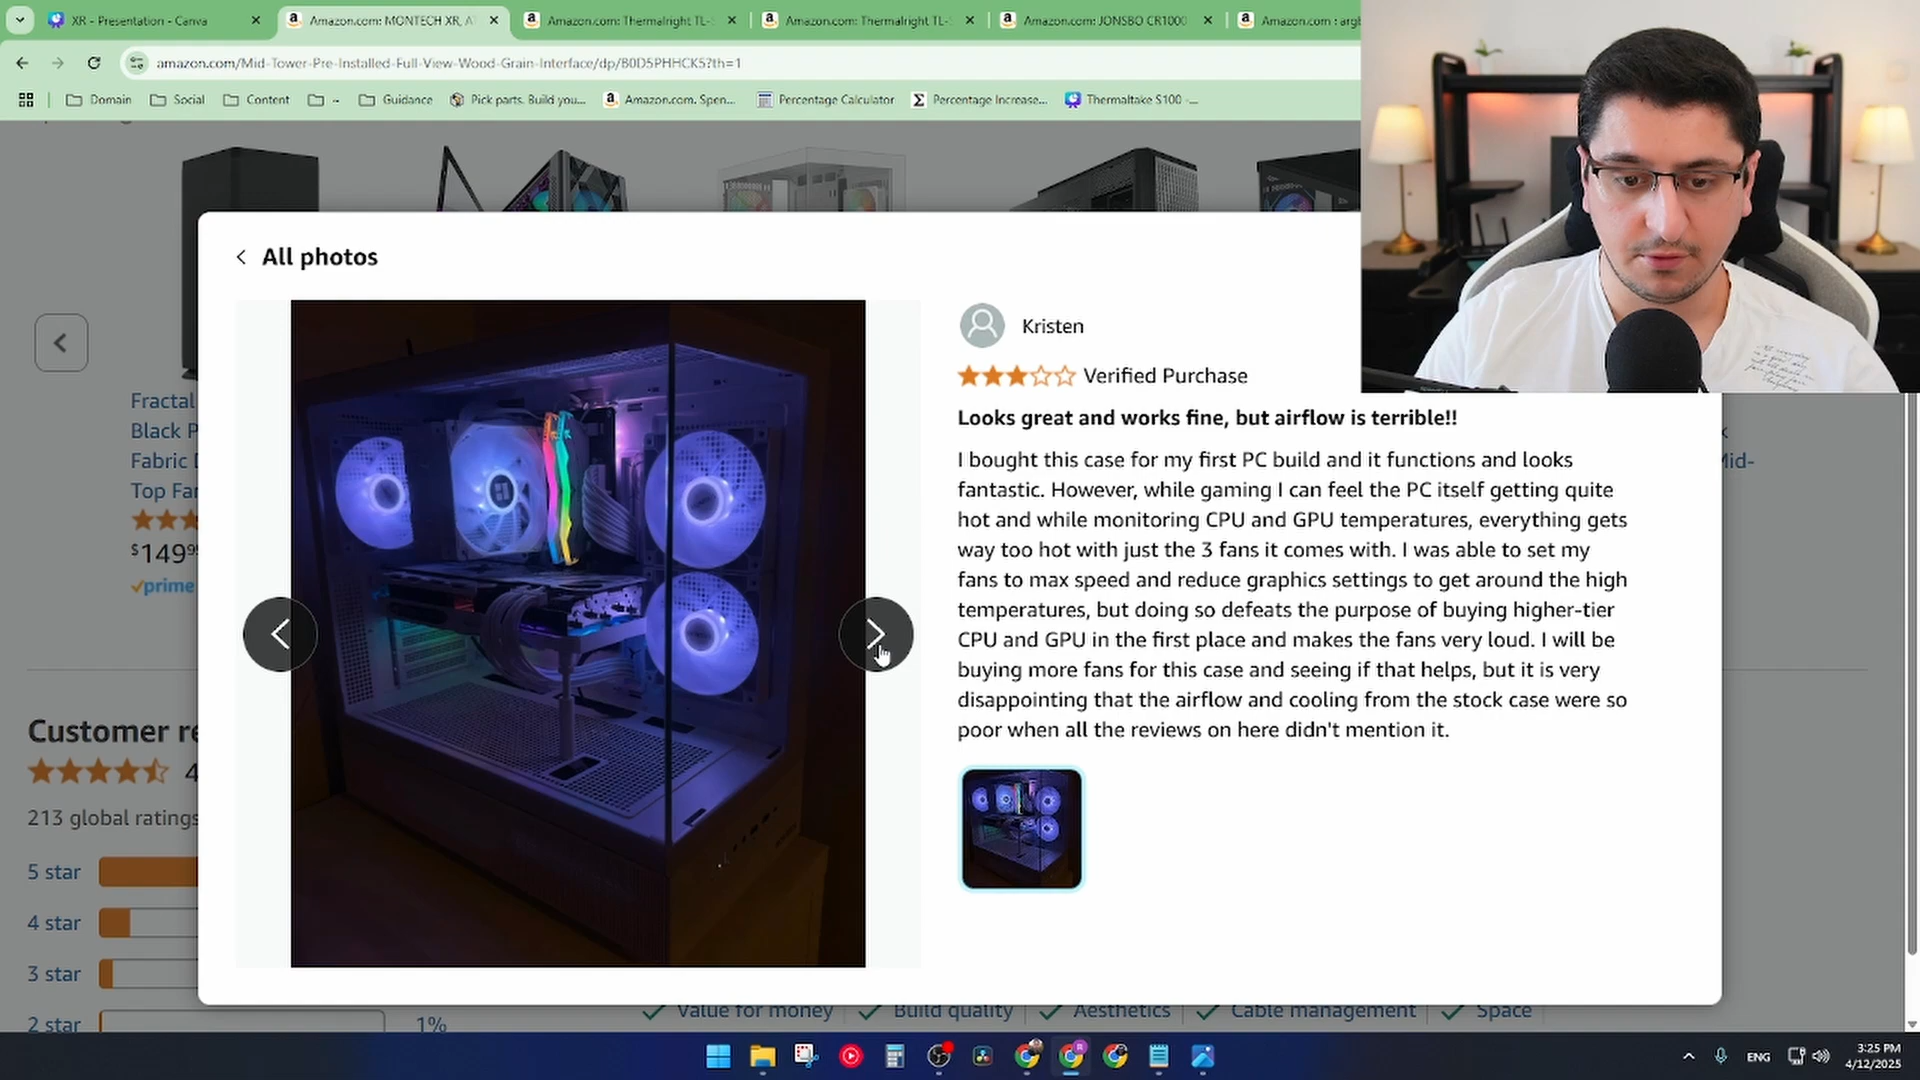 XR - Presentation - Canva
Amazon.com: MONTECH XR, A
Amazon.com: Thermalright TL-
Amazon.com: Thermalright TL-
Amazon.com: JONSBO CR1000
Amazon.com : argb
amazon.com/Mid-Tower-Pre-Installed-Full-View-Wood-Grain-Interface/dp/B0D5PHHCK5?th=1
Domain
Social
Content
..
Guidance
Pick parts. Build you...
Amazon.com. Spen...
Percentage Calculator
Percentage Increase...
Thermaltake S100 -...
All photos
Kristen
Verified Purchase
Looks great and works fine, but airflow is terrible!!
I bought this case for my first PC build and it functions and looks
fantastic. However, while gaming I can feel the PC itself getting quite
hot and while monitoring CPU and GPU temperatures, everything gets
way too hot with just the 3 fans it comes with. I was able to set my
fans to max speed and reduce graphics settings to get around the high
temperatures, but doing so defeats the purpose of buying higher-tier
CPU and GPU in the first place and makes the fans very loud. I will be
buying more fans for this case and seeing if that helps, but it is very
disappointing that the airflow and cooling from the stock case were so
poor when all the reviews on here didn't mention it.
Fractal
Black P
Fabric D
Top Fan
$149
prime
Mid-
Customer re
4
213 global ratings
5 star
4 star
3 star
2 star
1%
Value for money
Build quality
Aesthetics
Cable management
Space
ENG
3:25 PM
4/12/2025